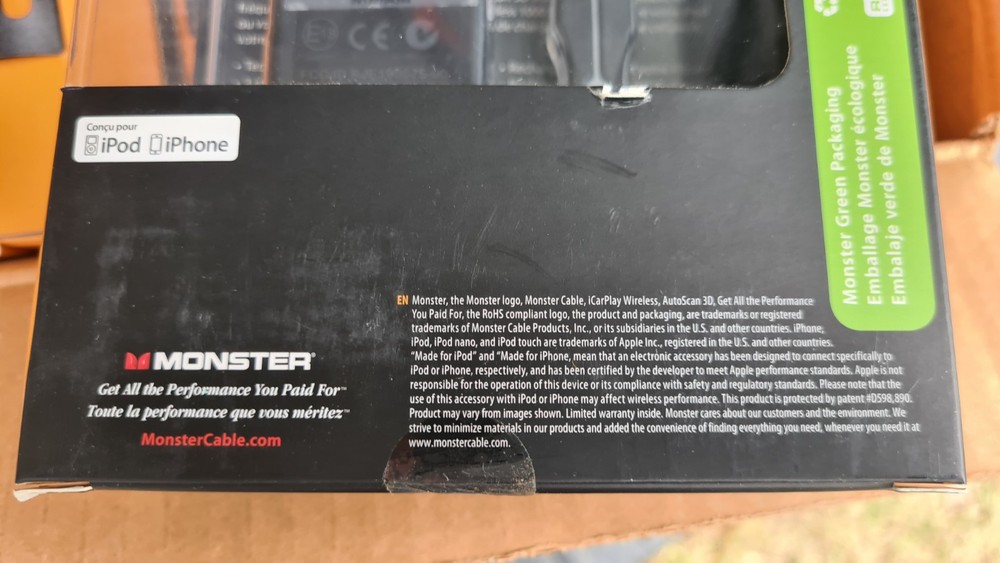 CE
Conçu pour
iPod iPhone
Monster Green Packaging
Emballage Monster écologique
Embalaje verde de Monster
EN Monster, the Monster logo, Monster Cable, iCarPlay Wireless, AutoScan 3D, Get All the Performance
You Paid For, the RoHS compliant logo, the product and packaging, are trademarks or registered
trademarks of Monster Cable Products, Inc., or its subsidiaries in the U.S. and other countries. iPhone,
iPod, iPod nano, and iPod touch are trademarks of Apple Inc., registered in the U.S. and other countries.
"Made for iPod" and "Made for iPhone, mean that an electronic accessory has been designed to connect specifically to
iPod or iPhone, respectively, and has been certified by the developer to meet Apple performance standards. Apple is not
responsible for the operation of this device or its compliance with safety and regulatory standards. Please note that the
use of this accessory with iPod or iPhone may affect wireless performance. This product is protected by patent #D598,890.
Product may vary from images shown. Limited warranty inside. Monster cares about our customers and the environment. We
strive to minimize materials in our products and added the convenience of finding everything you need, whenever you need it at
www.monstercable.com.
MONSTER®
Get All the Performance You Paid For™
Toute la performance que vous méritez™
MonsterCable.com